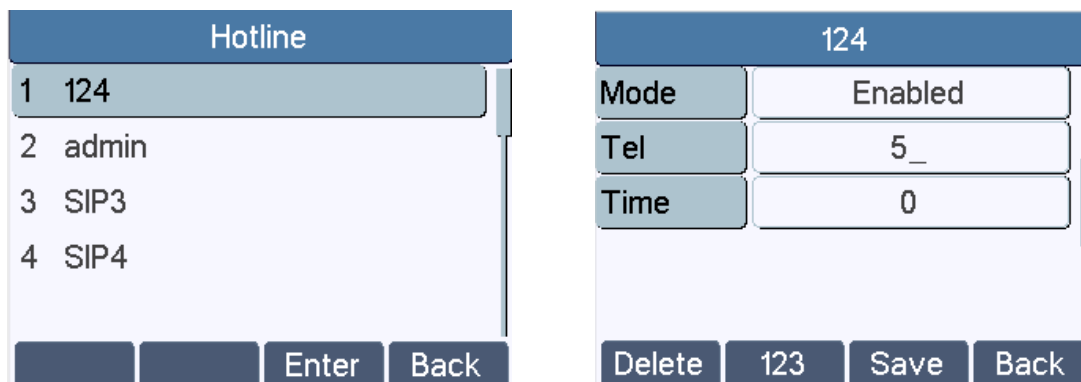 Hotline
1 124
2 admin
3 SIP3
4 SIP4
Enter Back
124
Mode Enabled
Tel 5_
Time 0
Delete 123 Save Back